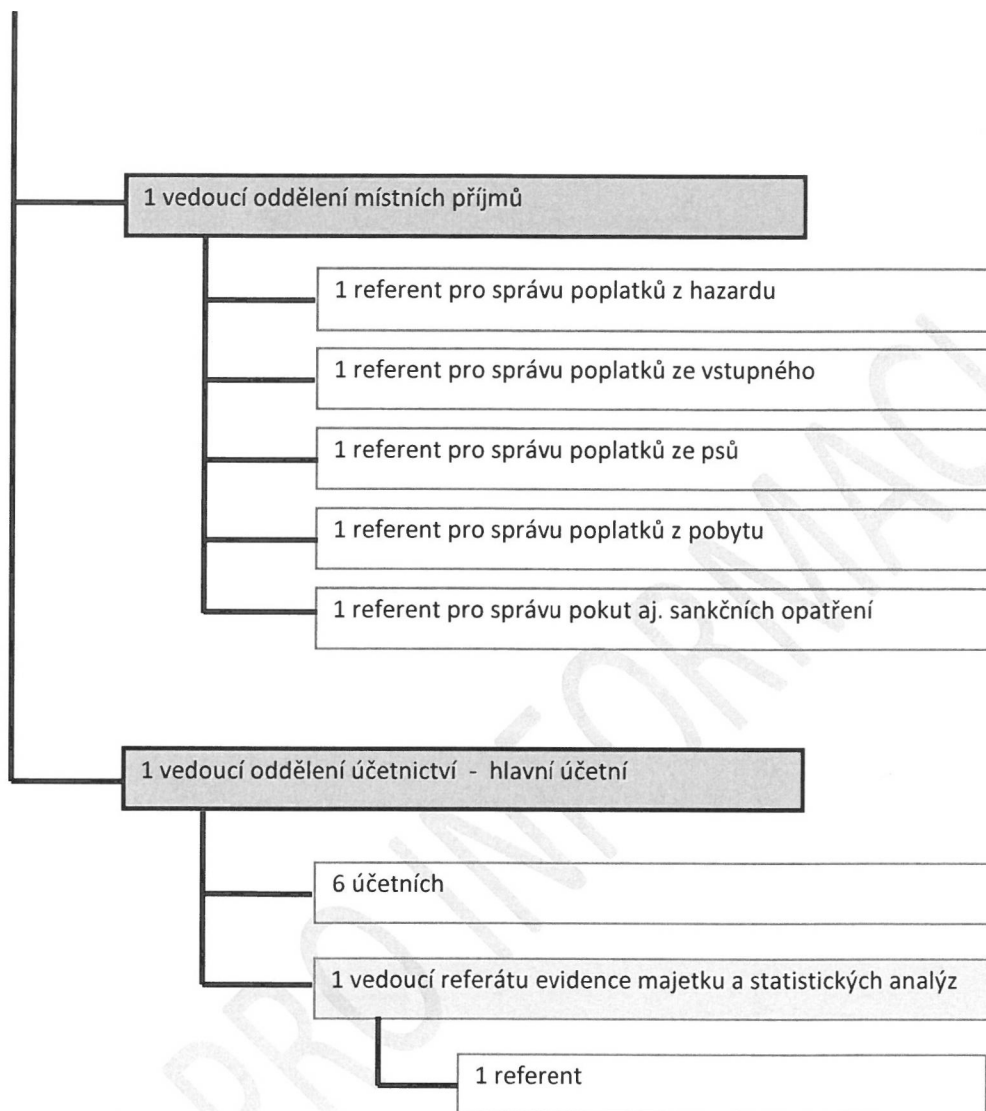 1 vedoucí oddělení místních příjmů
1 referent pro správu poplatků z hazardu
1 referent pro správu poplatků ze vstupného
1 referent pro správu poplatků ze psů
1 referent pro správu poplatků z pobytu
1 referent pro správu pokut aj. sankčních opatření
1 vedoucí oddělení účetnictví - hlavní účetní
6 účetních
1 vedoucí referátu evidence majetku a statistických analýz
1 referent
PRO INFORMACI